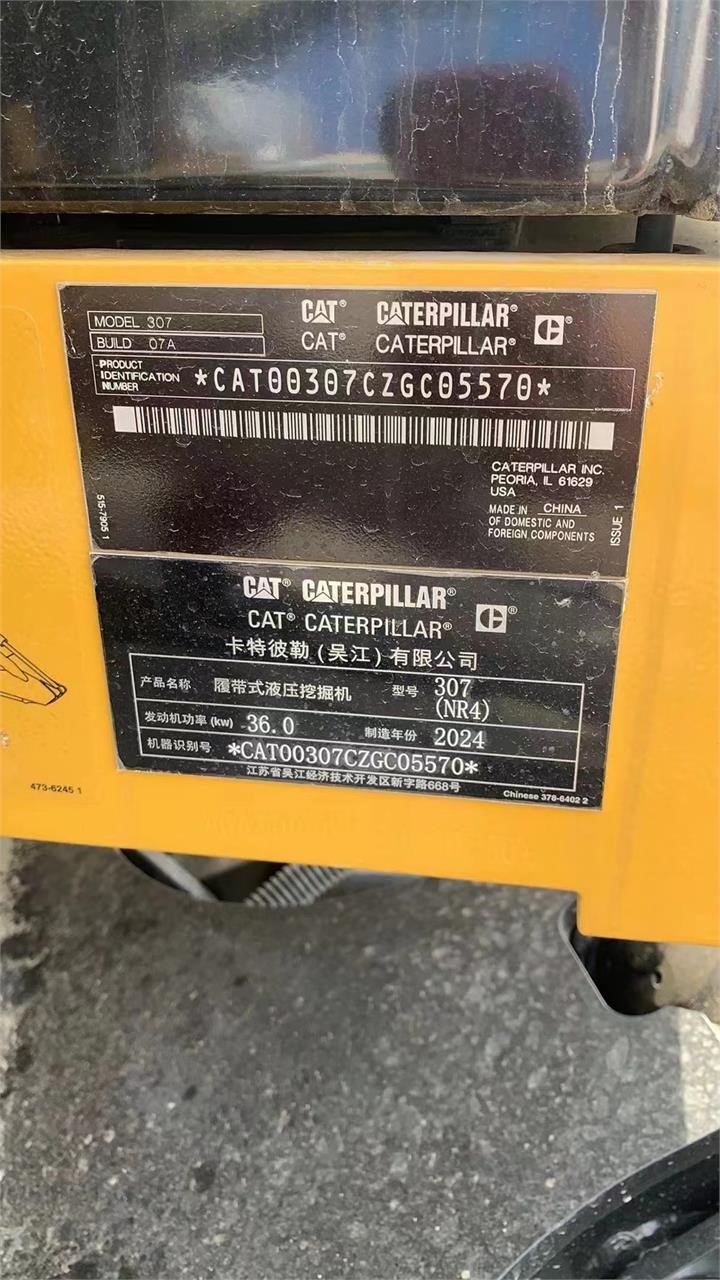 MODEL 307
BUILD 07A
CAT® CATERPILLAR® C®
CAT® CATERPILLAR®
PRODUCT IDENTIFICATION NUMBER *CAT00307CZGC05570*
CATERPILLAR INC.
PEORIA, IL 61629
USA
MADE IN CHINA
OF DOMESTIC AND
FOREIGN COMPONENTS
515-7905 1
ISSUE 1
CAT® CATERPILLAR® C®
CAT® CATERPILLAR®
卡特彼勒(吴江)有限公司
产品名称 履带式液压挖掘机 型号 307 (NR4)
发动机功率(kw) 36.0 制造年份 2024
机器识别号 *CAT00307CZGC05570*
江苏省吴江经济技术开发区新字路668号
Chinese 378-6402 2
473-6245 1